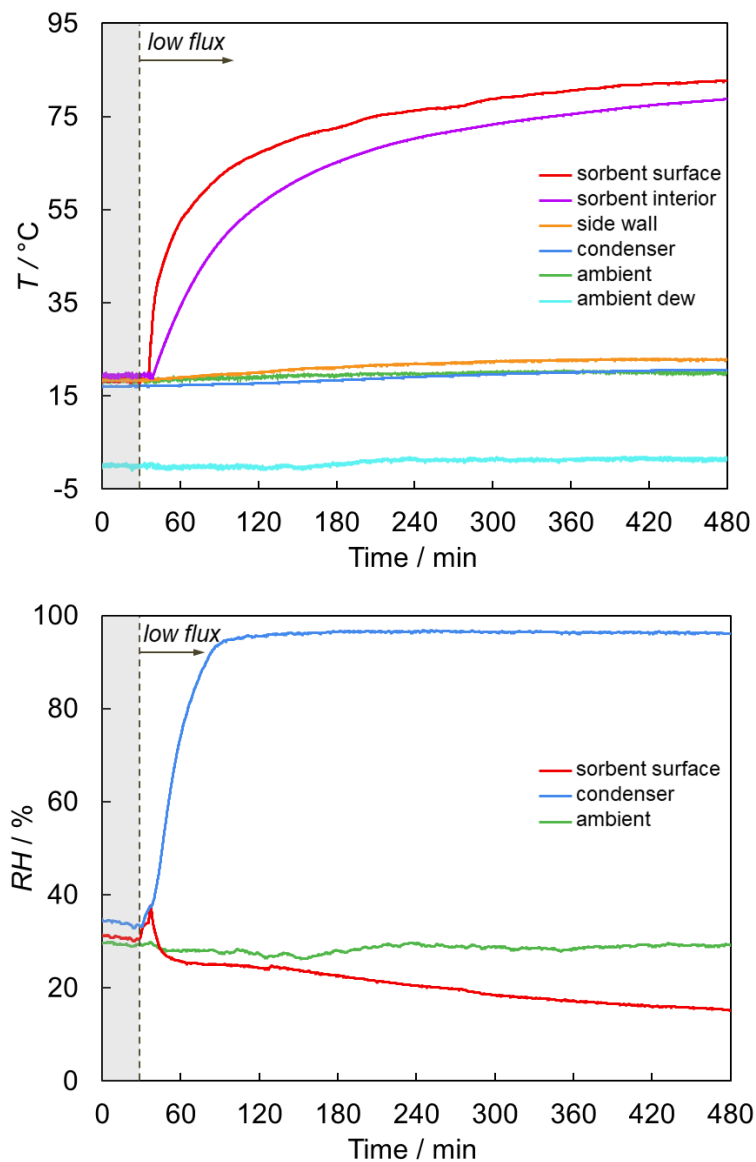 95
75
55
35
15
-5
T / °C
low flux
sorbent surface
sorbent interior
side wall
condenser
ambient
ambient dew
0 60 120 180 240 300 360 420 480
Time / min
100
80
60
40
20
0
RH / %
low flux
sorbent surface
condenser
ambient
0 60 120 180 240 300 360 420 480
Time / min